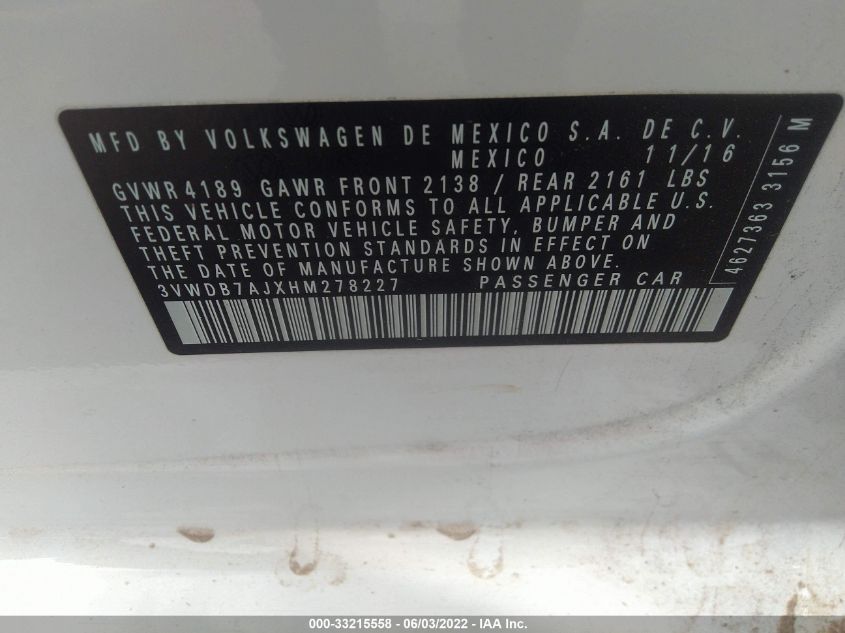 MFD BY VOLKSWAGEN DE MEXICO S.A. DE C.V.
MEXICO 11/16
GVWR 4189 GAWR FRONT 2138 / REAR 2161 LBS
THIS VEHICLE CONFORMS TO ALL APPLICABLE U.S.
FEDERAL MOTOR VEHICLE SAFETY, BUMPER AND
THEFT PREVENTION STANDARDS IN EFFECT ON
THE DATE OF MANUFACTURE SHOWN ABOVE.
3VWDB7AJXHM278227 PASSENGER CAR
4627363 3156 M
000-33215558 - 06/03/2022 - IAA Inc.